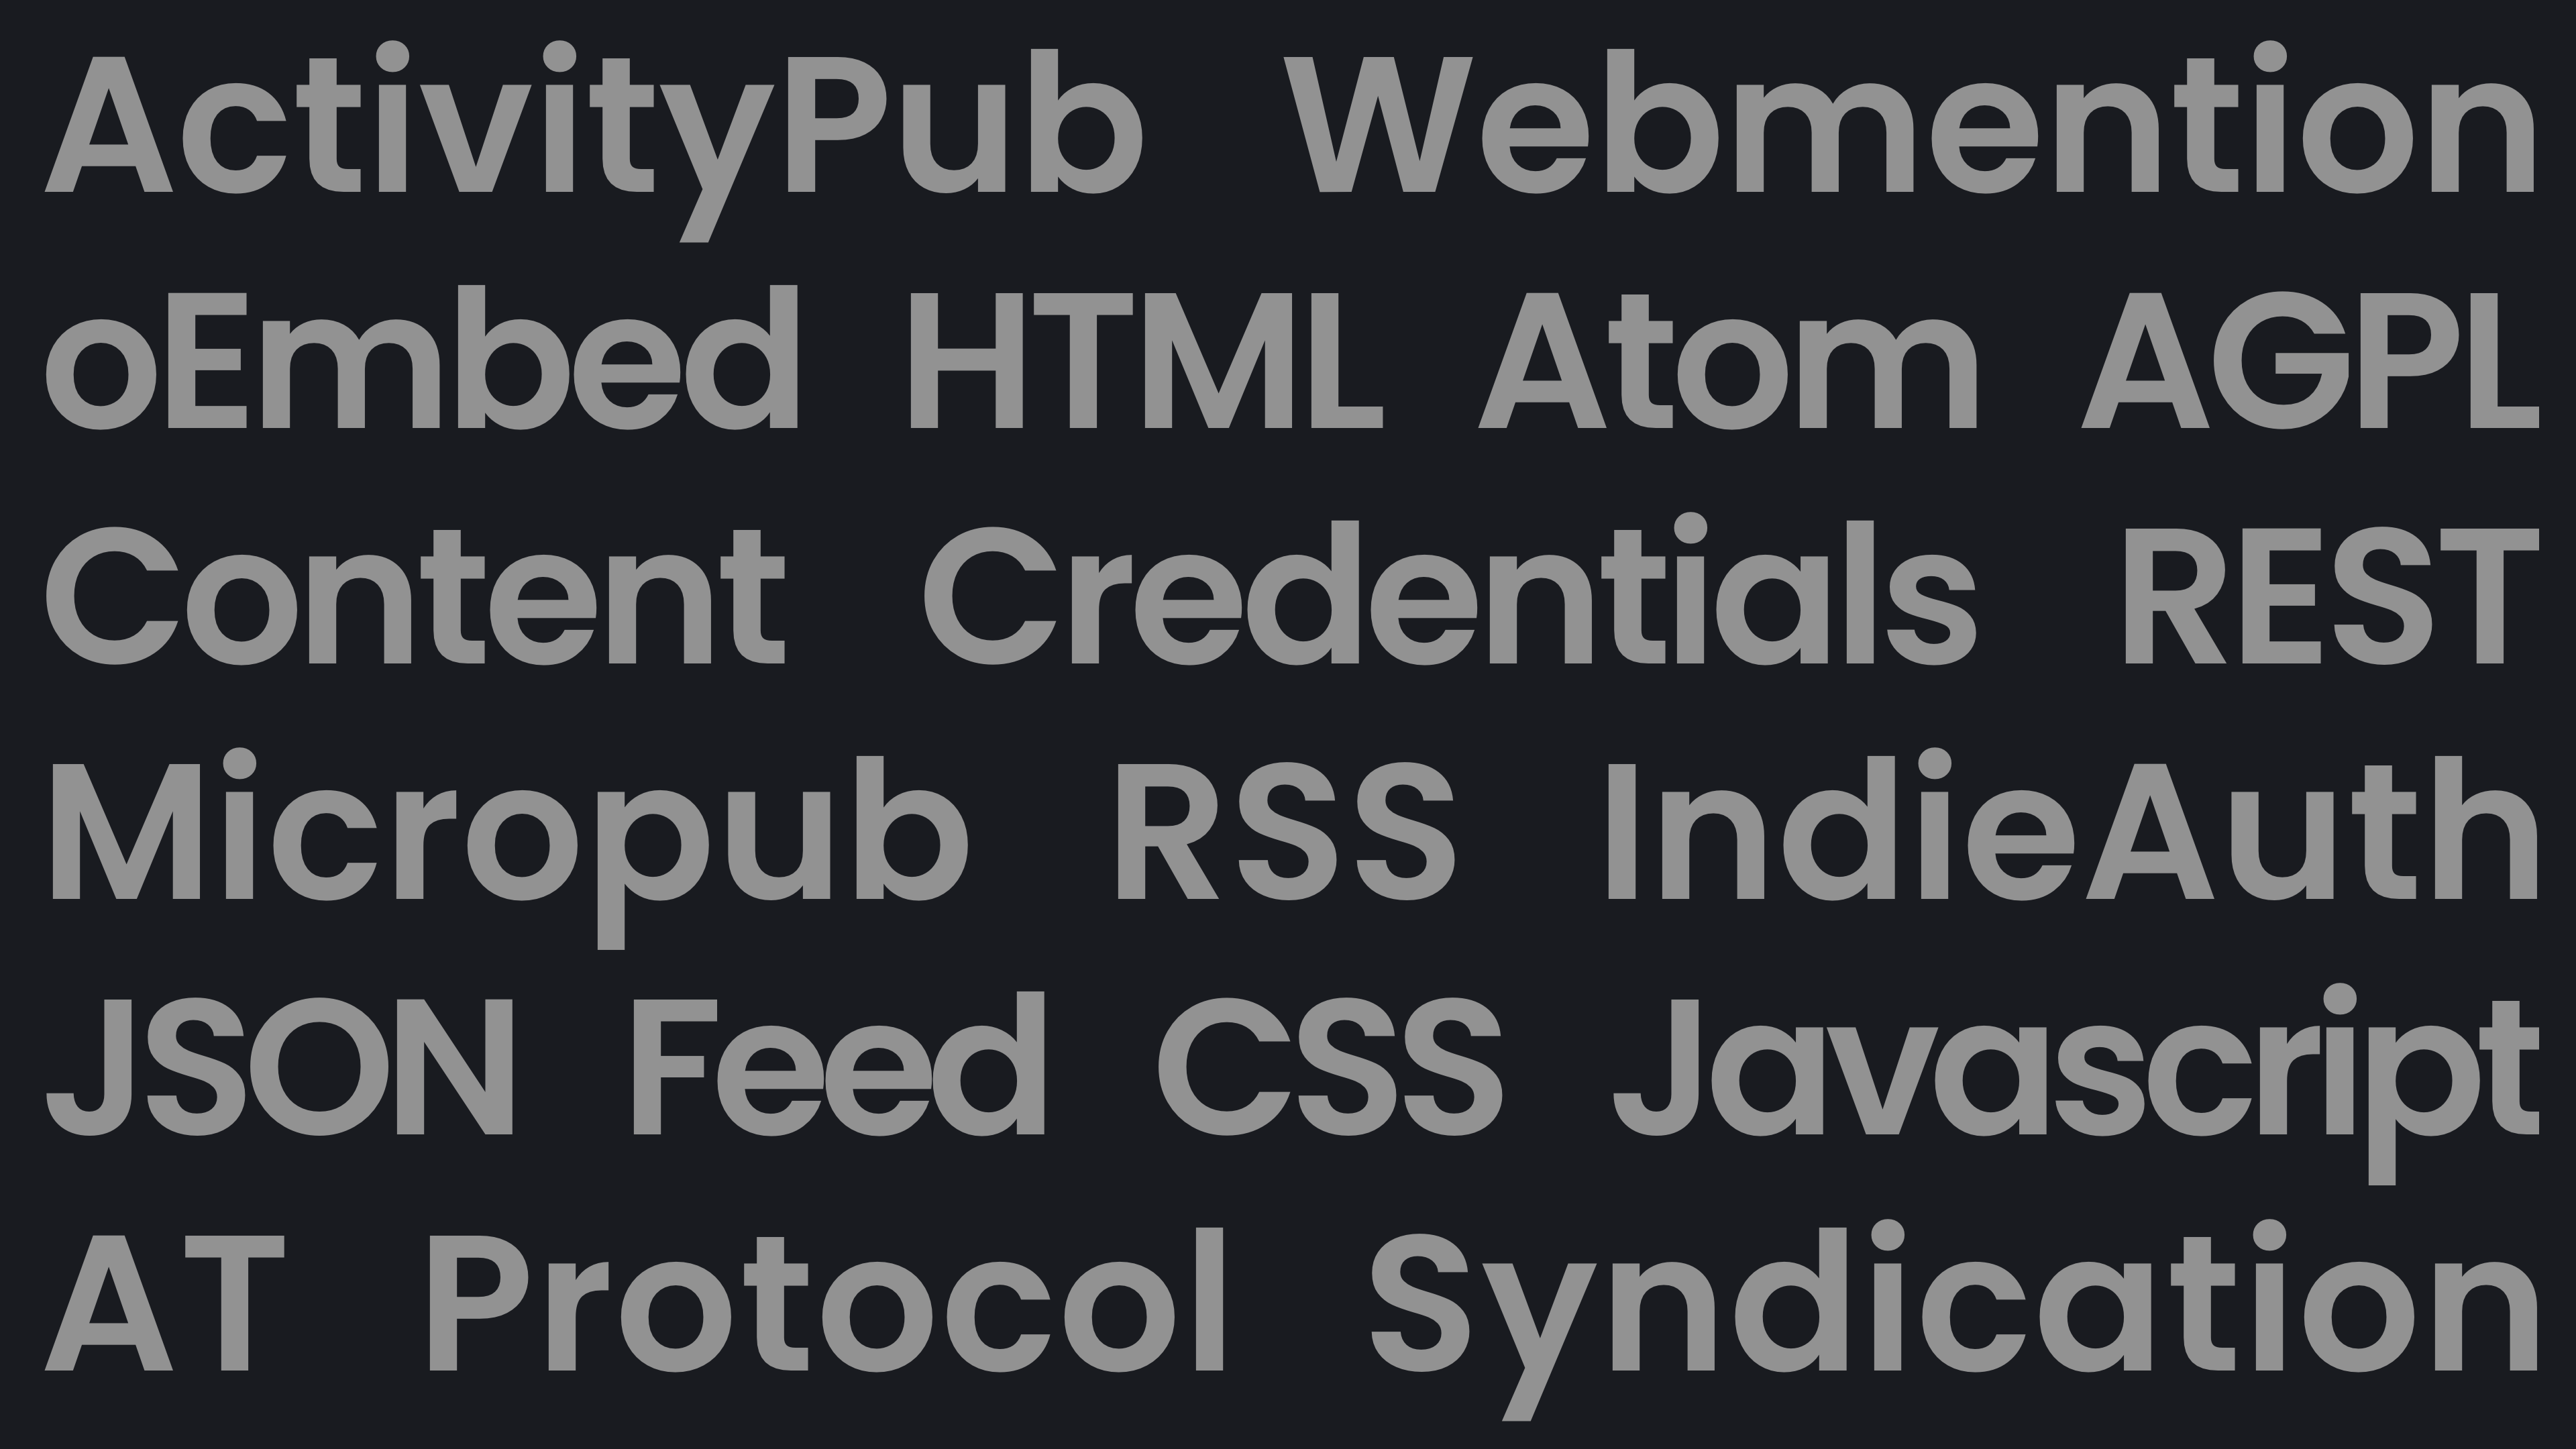 ActivityPub Webmention
oEmbed HTML Atom AGPL
Content Credentials REST
Micropub RSS IndieAuth
JSON Feed CSS Javascript
AT Protocol Syndication